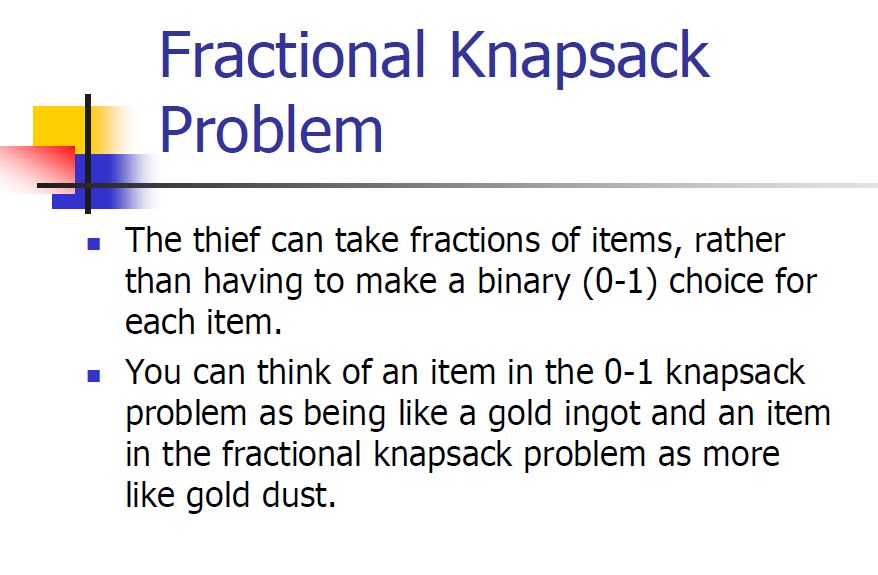 Fractional Knapsack
Problem
The thief can take fractions of items, rather
than having to make a binary (0-1) choice for
each item.
You can think of an item in the 0-1 knapsack
problem as being like a gold ingot and an item
in the fractional knapsack problem as more
like gold dust.